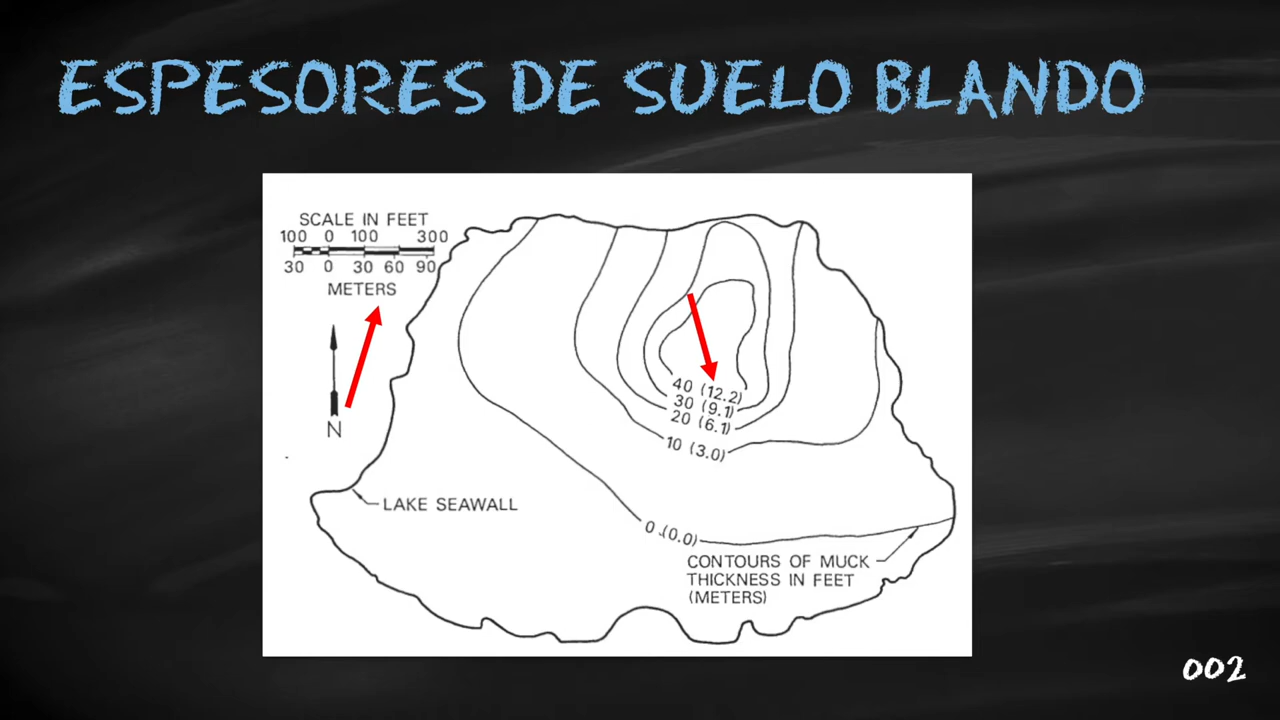 ESPESORES DE SUELO BLANDO
SCALE IN FEET
100 0 100 300
30 0 30 60 90
METERS
N
40 (12.2)
30 (9.1)
20 (6.1)
10 (3.0)
LAKE SEAWALL
0 (0.0)
CONTOURS OF MUCK
THICKNESS IN FEET
(METERS)
002